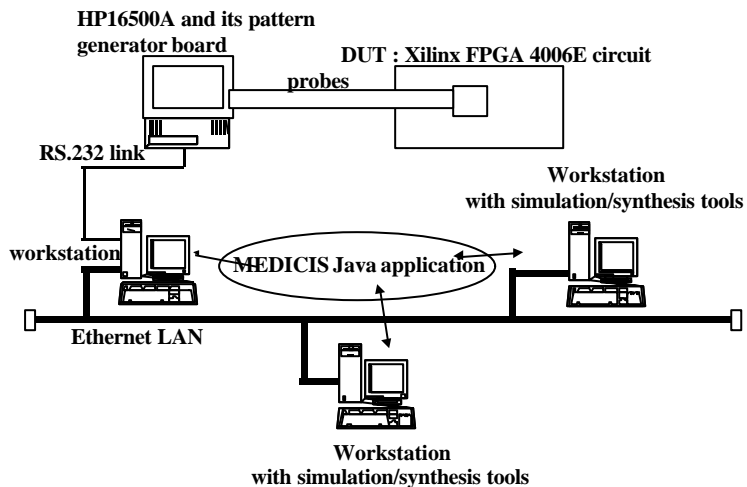 HP16500A and its pattern
generator board
DUT : Xilinx FPGA 4006E circuit
probes
RS.232 link
Workstation
with simulation/synthesis tools
workstation
MEDICIS Java application
Ethernet LAN
Workstation
with simulation/synthesis tools